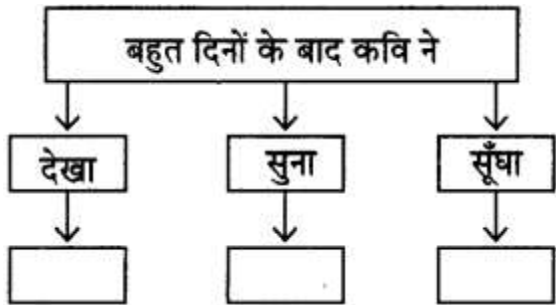 बहुत दिनों के बाद कवि ने
देखा सुना सूँघा